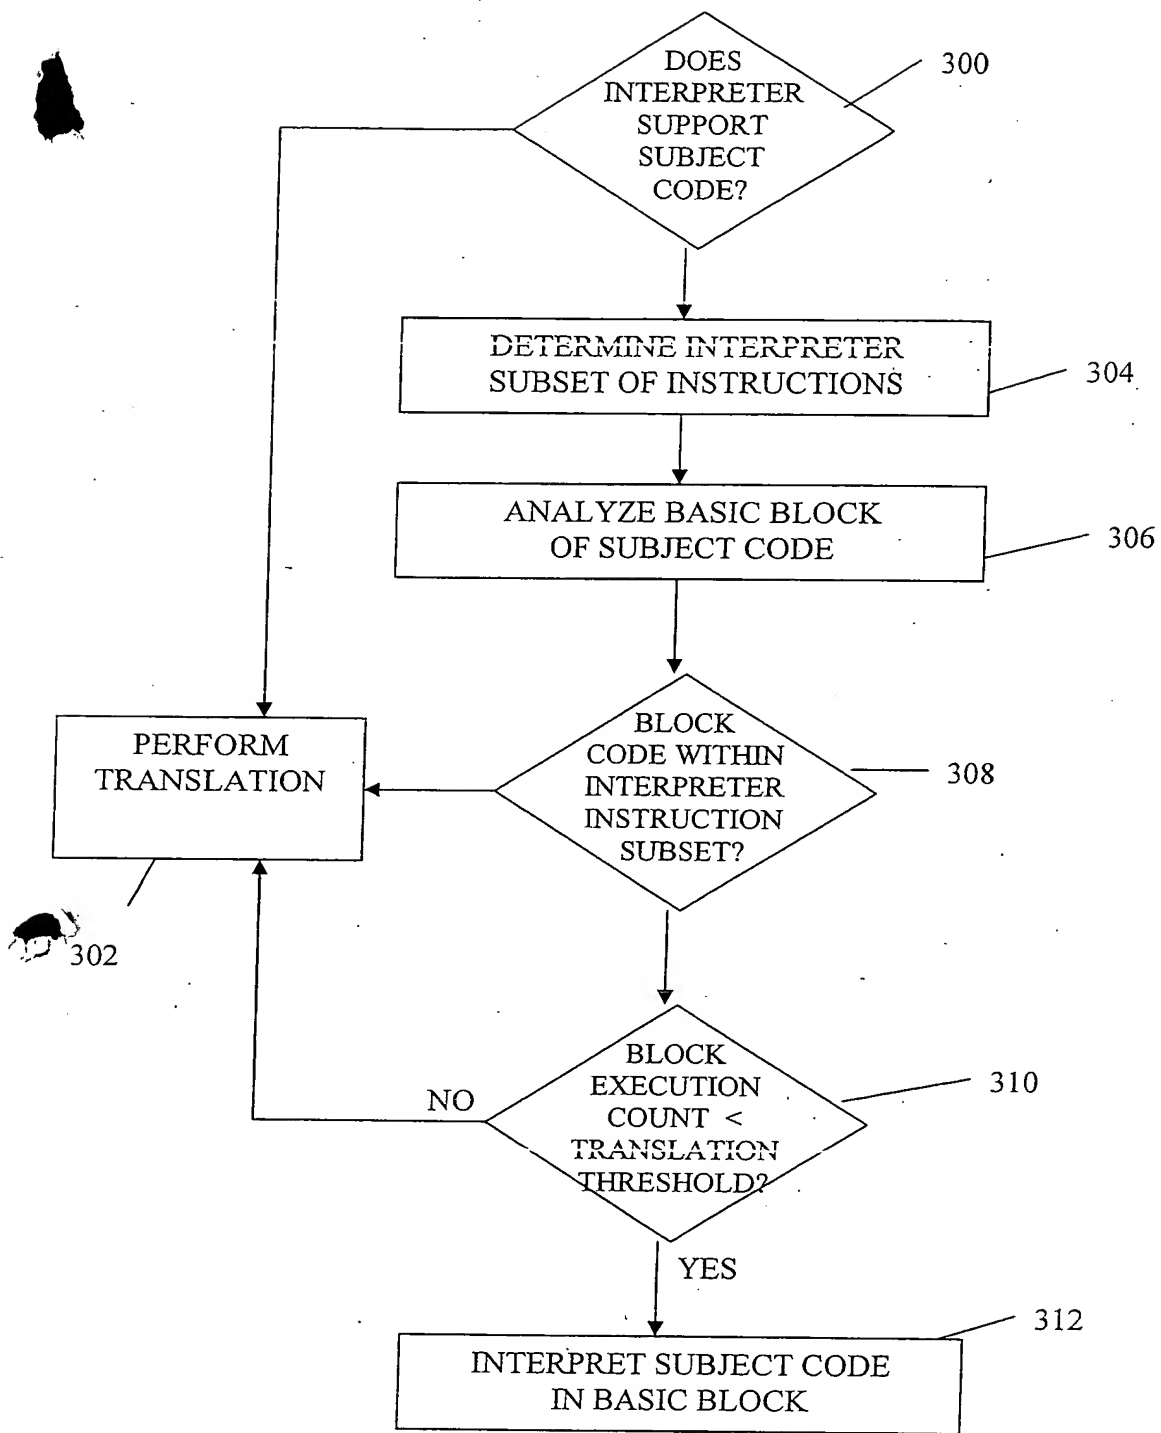 DOES
INTERPRETER
SUPPORT
SUBJECT
CODE?
300
DETERMINE INTERPRETER
SUBSET OF INSTRUCTIONS
304
ANALYZE BASIC BLOCK
OF SUBJECT CODE
306
PERFORM
TRANSLATION
302
BLOCK
CODE WITHIN
INTERPRETER
INSTRUCTION
SUBSET?
308
BLOCK
EXECUTION
COUNT <
TRANSLATION
THRESHOLD?
310
NO
YES
312
INTERPRET SUBJECT CODE
IN BASIC BLOCK